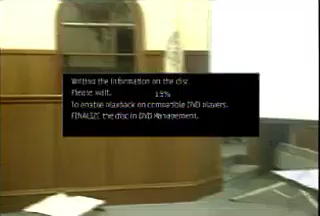 Writing the information on the disc.
Please wait. 15%
To enable playback on compatible DVD players,
FINALIZE the disc in DVD Management.